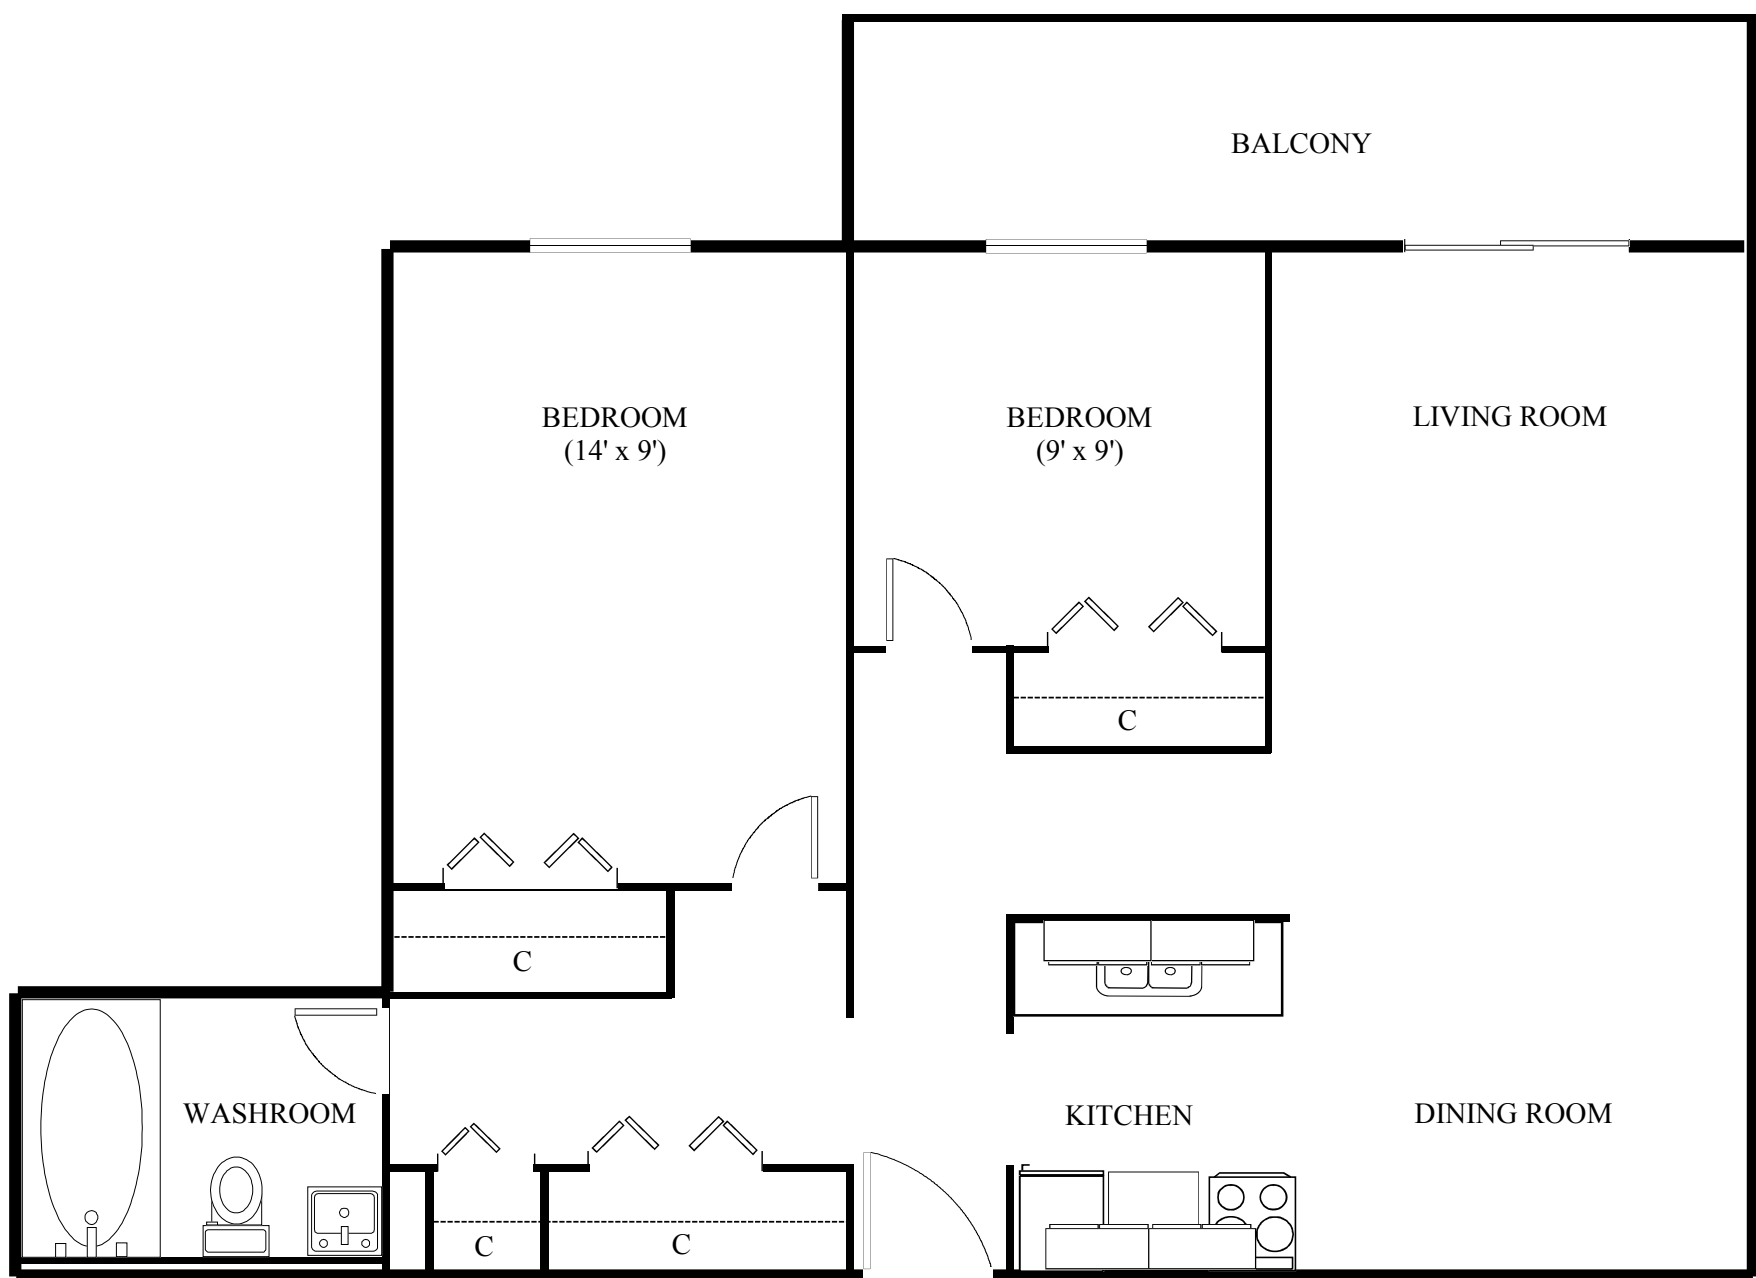 BALCONY
BEDROOM
(14' x 9')
BEDROOM
(9' x 9')
LIVING ROOM
C
C
WASHROOM
KITCHEN
DINING ROOM
C
C